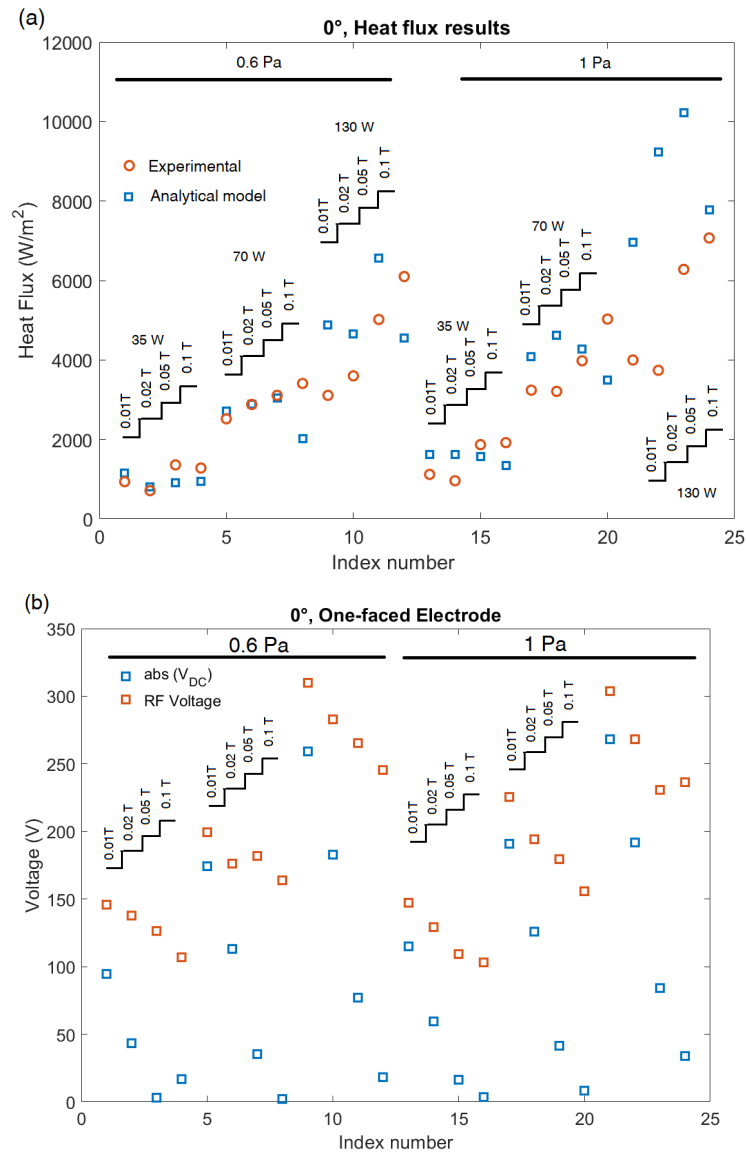 (a)
0°, Heat flux results
12000
10000
8000
6000
4000
2000
0
Heat Flux (W/m²)
0.6 Pa
1 Pa
Experimental
Analytical model
35 W
0.01T
0.02 T
0.05 T
0.1 T
70 W
0.01T
0.02 T
0.05 T
0.1 T
130 W
0.01T
0.02 T
0.05 T
0.1 T
35 W
0.01T
0.02 T
0.05 T
0.1 T
70 W
0.01T
0.02 T
0.05 T
0.1 T
0.01T
0.02 T
0.05 T
0.1 T
130 W
0 5 10 15 20 25
Index number
(b)
0°, One-faced Electrode
350
300
250
200
150
100
50
0
Voltage (V)
0.6 Pa
1 Pa
abs (V_DC)
RF Voltage
0.01T
0.02 T
0.05 T
0.1 T
0.01T
0.02 T
0.05 T
0.1 T
0.01T
0.02 T
0.05 T
0.1 T
0.01T
0.02 T
0.05 T
0.1 T
0 5 10 15 20 25
Index number